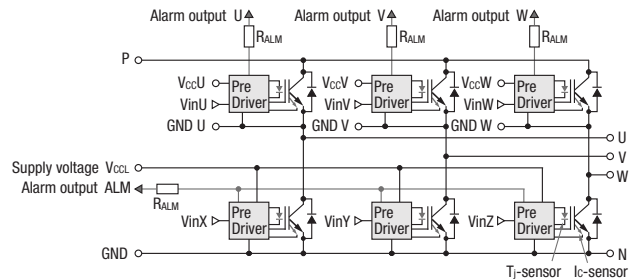 Alarm output U Alarm output V Alarm output W
RALM RALM RALM
P
VCCU VCCV VCCW
Pre Driver Pre Driver Pre Driver
VinU VinV VinW
GND U GND V GND W
U
V
Supply voltage VCCL
W
Alarm output ALM
RALM
Pre Driver Pre Driver Pre Driver
VinX VinY VinZ
GND N
Tj-sensor IC-sensor